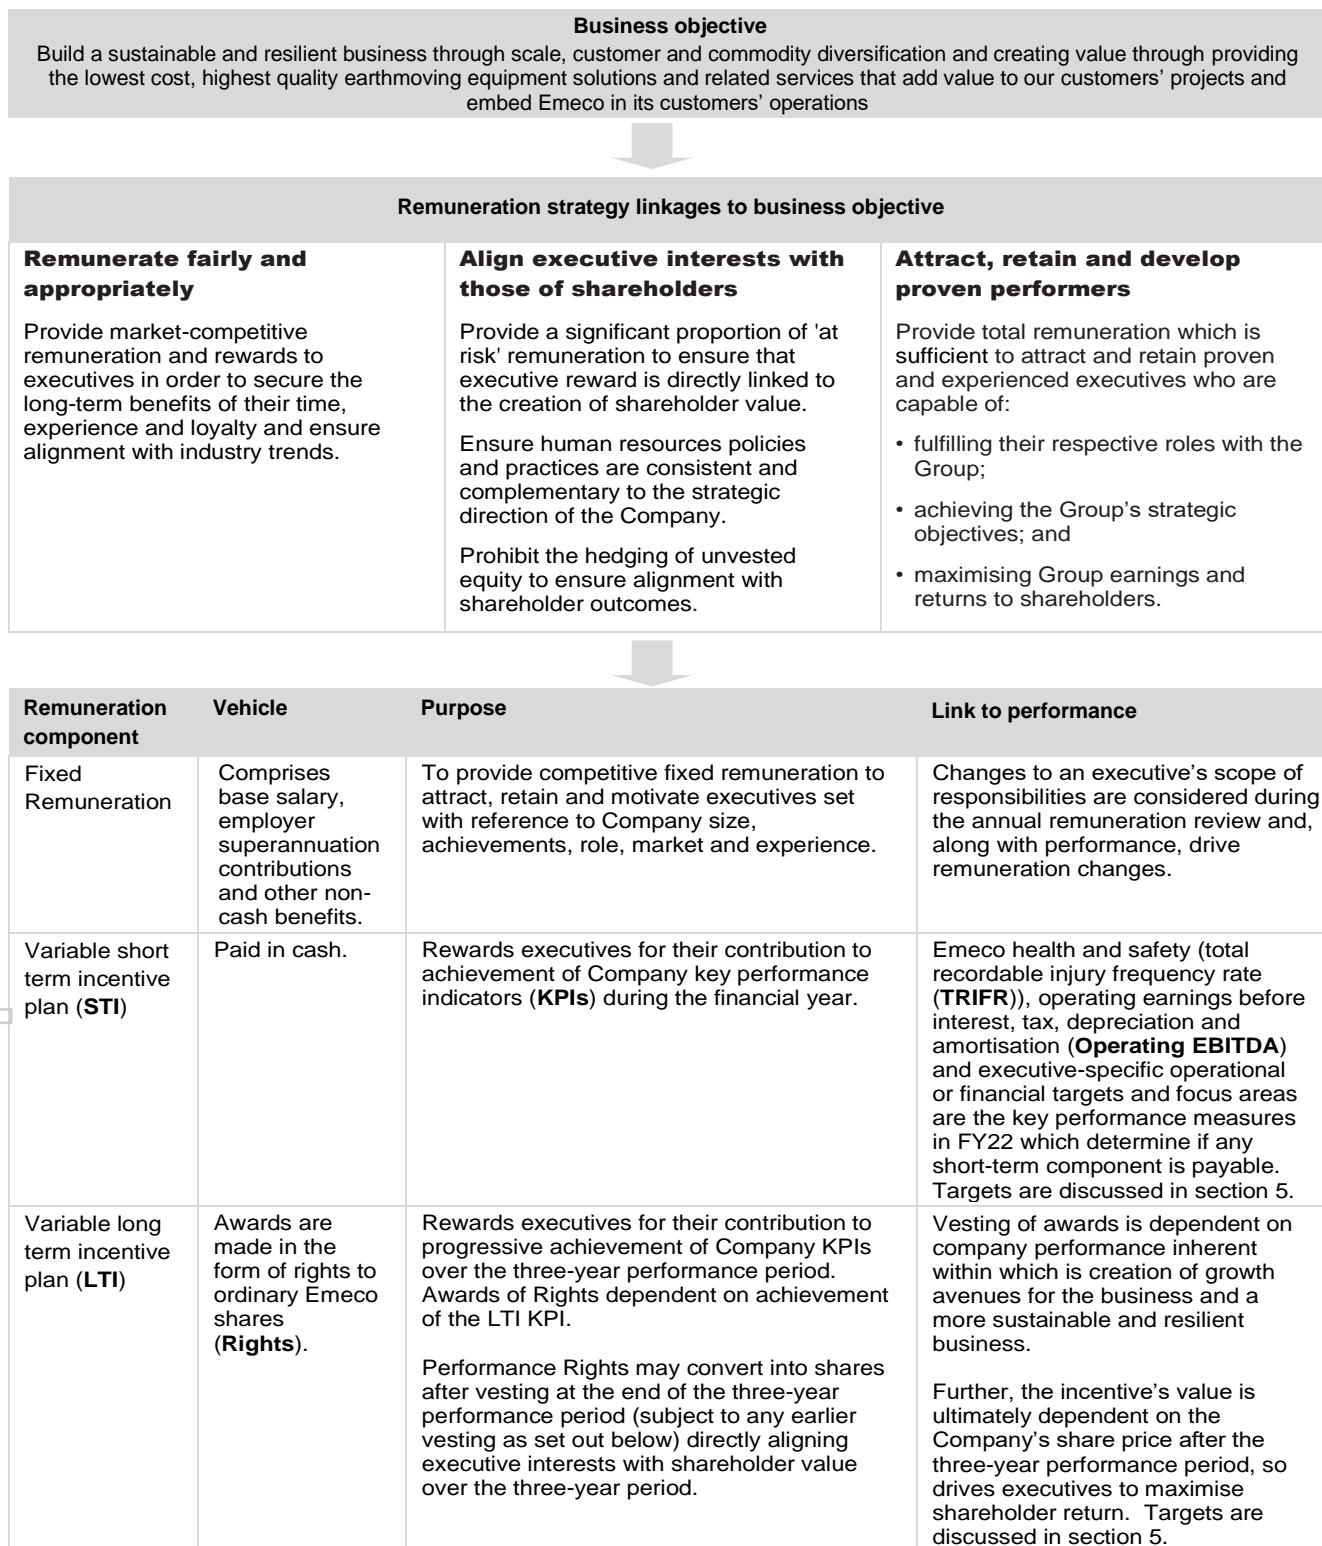 Business objective
Build a sustainable and resilient business through scale, customer and commodity diversification and creating value through providing
the lowest cost, highest quality earthmoving equipment solutions and related services that add value to our customers’ projects and
embed Emeco in its customers’ operations
Remuneration strategy linkages to business objective
Remunerate fairly and
appropriately
Provide market-competitive
remuneration and rewards to
executives in order to secure the
long-term benefits of their time,
experience and loyalty and ensure
alignment with industry trends.
Align executive interests with
those of shareholders
Provide a significant proportion of 'at
risk' remuneration to ensure that
executive reward is directly linked to
the creation of shareholder value.
Ensure human resources policies
and practices are consistent and
complementary to the strategic
direction of the Company.
Prohibit the hedging of unvested
equity to ensure alignment with
shareholder outcomes.
Attract, retain and develop
proven performers
Provide total remuneration which is
sufficient to attract and retain proven
and experienced executives who are
capable of:
• fulfilling their respective roles with the
Group;
• achieving the Group’s strategic
objectives; and
• maximising Group earnings and
returns to shareholders.
Remuneration
component
Vehicle
Purpose
Link to performance
Fixed
Remuneration
Comprises
base salary,
employer
superannuation
contributions
and other non-
cash benefits.
To provide competitive fixed remuneration to
attract, retain and motivate executives set
with reference to Company size,
achievements, role, market and experience.
Changes to an executive’s scope of
responsibilities are considered during
the annual remuneration review and,
along with performance, drive
remuneration changes.
Variable short
term incentive
plan (STI)
Paid in cash.
Rewards executives for their contribution to
achievement of Company key performance
indicators (KPIs) during the financial year.
Emeco health and safety (total
recordable injury frequency rate
(TRIFR)), operating earnings before
interest, tax, depreciation and
amortisation (Operating EBITDA)
and executive-specific operational
or financial targets and focus areas
are the key performance measures
in FY22 which determine if any
short-term component is payable.
Targets are discussed in section 5.
Variable long
term incentive
plan (LTI)
Awards are
made in the
form of rights to
ordinary Emeco
shares
(Rights).
Rewards executives for their contribution to
progressive achievement of Company KPIs
over the three-year performance period.
Awards of Rights dependent on achievement
of the LTI KPI.
Performance Rights may convert into shares
after vesting at the end of the three-year
performance period (subject to any earlier
vesting as set out below) directly aligning
executive interests with shareholder value
over the three-year period.
Vesting of awards is dependent on
company performance inherent
within which is creation of growth
avenues for the business and a
more sustainable and resilient
business.
Further, the incentive’s value is
ultimately dependent on the
Company’s share price after the
three-year performance period, so
drives executives to maximise
shareholder return. Targets are
discussed in section 5.